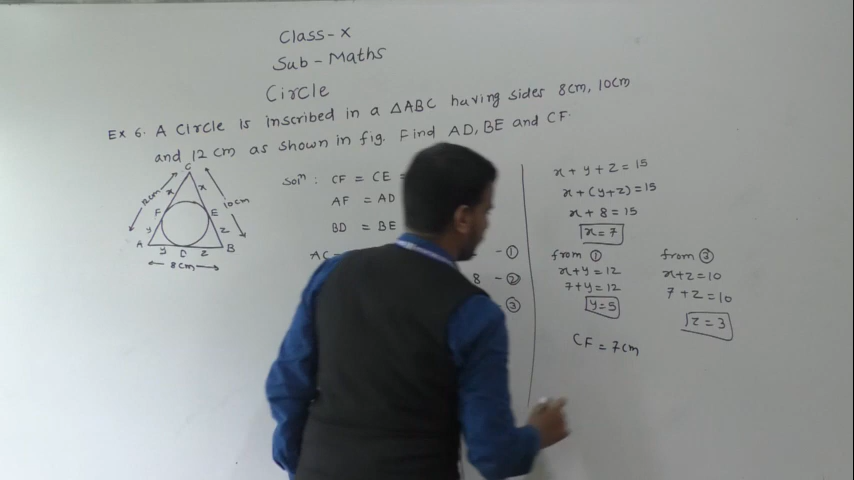 Class-X
Sub-Maths
Circle
Ex 6. A Circle is inscribed in a △ABC having sides 8cm, 10cm
and 12 cm as shown in fig. Find AD, BE and CF.
C
12cm
x
x
10cm
F
E
y
z
A
y
D
z
B
8cm
Soln : CF = CE =
AF = AD
BD = BE
AC
- ①
8 - ②
③
x + y + z = 15
x + (y+z) = 15
x + 8 = 15
x = 7
from ①
x+y = 12
7+y = 12
y = 5
from ③
x+z = 10
7 + z = 10
z = 3
CF = 7cm